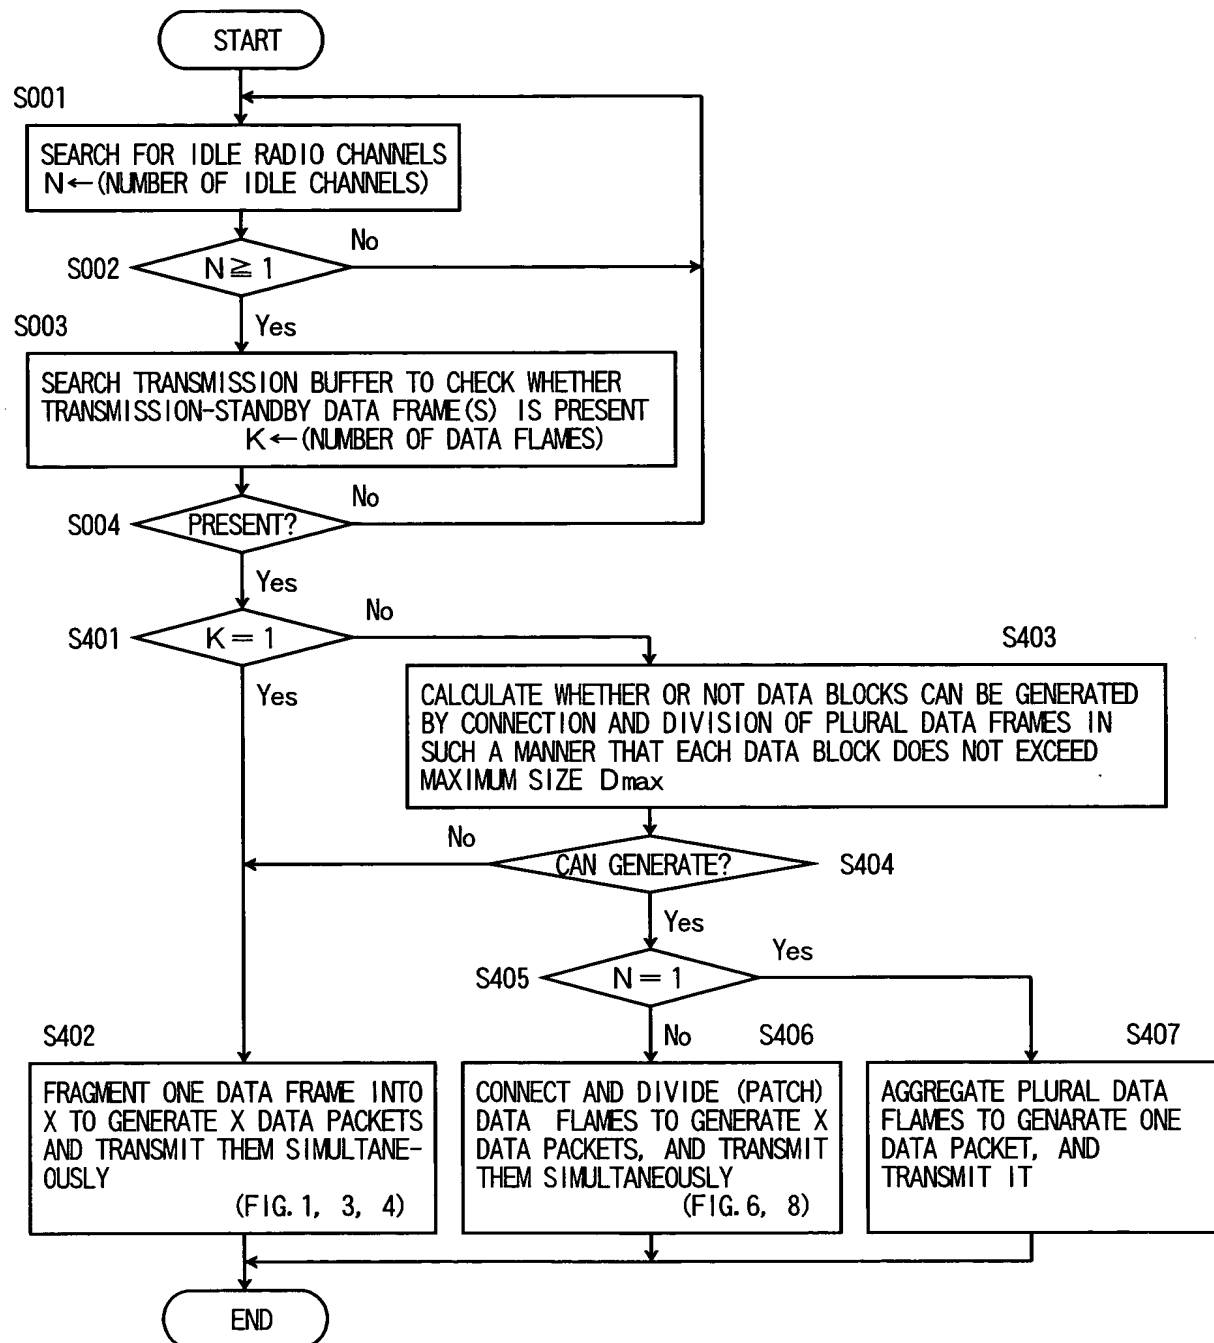 START
S001
SEARCH FOR IDLE RADIO CHANNELS
N←(NUMBER OF IDLE CHANNELS)
No
S002
N≧1
S003
Yes
SEARCH TRANSMISSION BUFFER TO CHECK WHETHER
TRANSMISSION-STANDBY DATA FRAME(S) IS PRESENT
K←(NUMBER OF DATA FLAMES)
No
S004
PRESENT?
Yes
No
S401
K=1
S403
Yes
CALCULATE WHETHER OR NOT DATA BLOCKS CAN BE GENERATED
BY CONNECTION AND DIVISION OF PLURAL DATA FRAMES IN
SUCH A MANNER THAT EACH DATA BLOCK DOES NOT EXCEED
MAXIMUM SIZE Dmax
No
CAN GENERATE?
S404
Yes
Yes
S405
N=1
S402
No
S406
S407
FRAGMENT ONE DATA FRAME INTO
X TO GENERATE X DATA PACKETS
AND TRANSMIT THEM SIMULTANE-
OUSLY
(FIG.1, 3, 4)
CONNECT AND DIVIDE (PATCH)
DATA FLAMES TO GENERATE X
DATA PACKETS, AND TRANSMIT
THEM SIMULTANEOUSLY
(FIG.6, 8)
AGGREGATE PLURAL DATA
FLAMES TO GENARATE ONE
DATA PACKET, AND
TRANSMIT IT
END